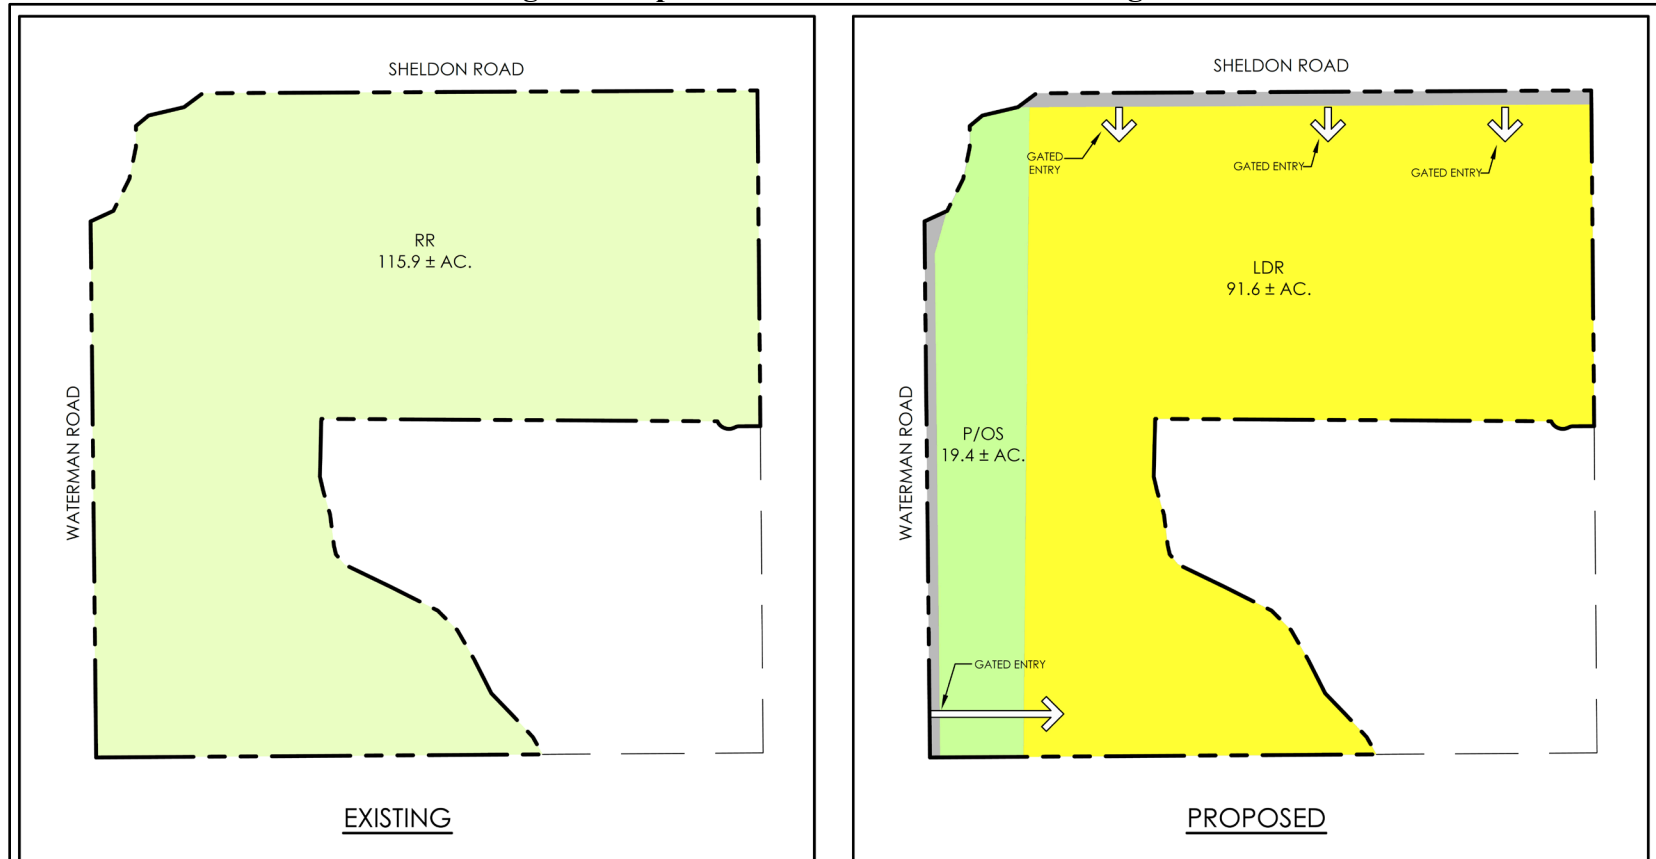 SHELDON ROAD
RR
115.9 ± AC.
WATERMAN ROAD
EXISTING
SHELDON ROAD
GATED
ENTRY
GATED ENTRY
GATED ENTRY
LDR
91.6 ± AC.
P/OS
19.4 ± AC.
WATERMAN ROAD
GATED ENTRY
PROPOSED